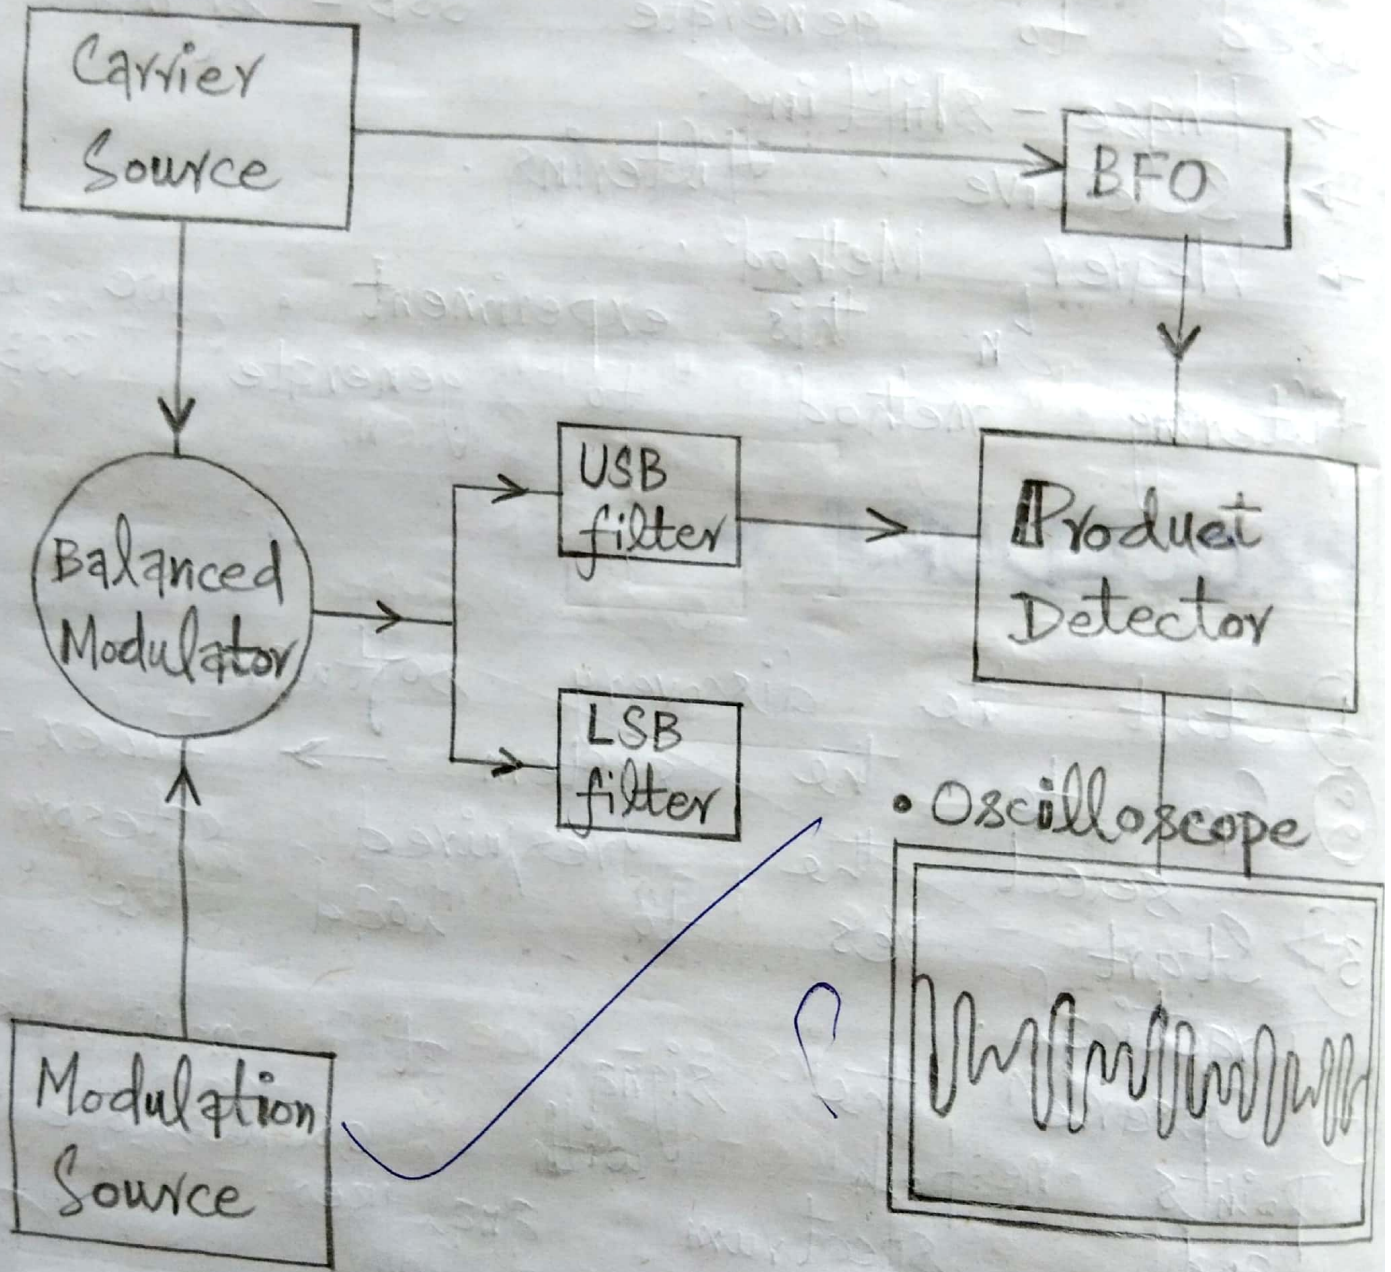 Carrier
Source
BFO
USB
filter
Product
Detector
Balanced
Modulator
LSB
filter
• Oscilloscope
Modulation
Source